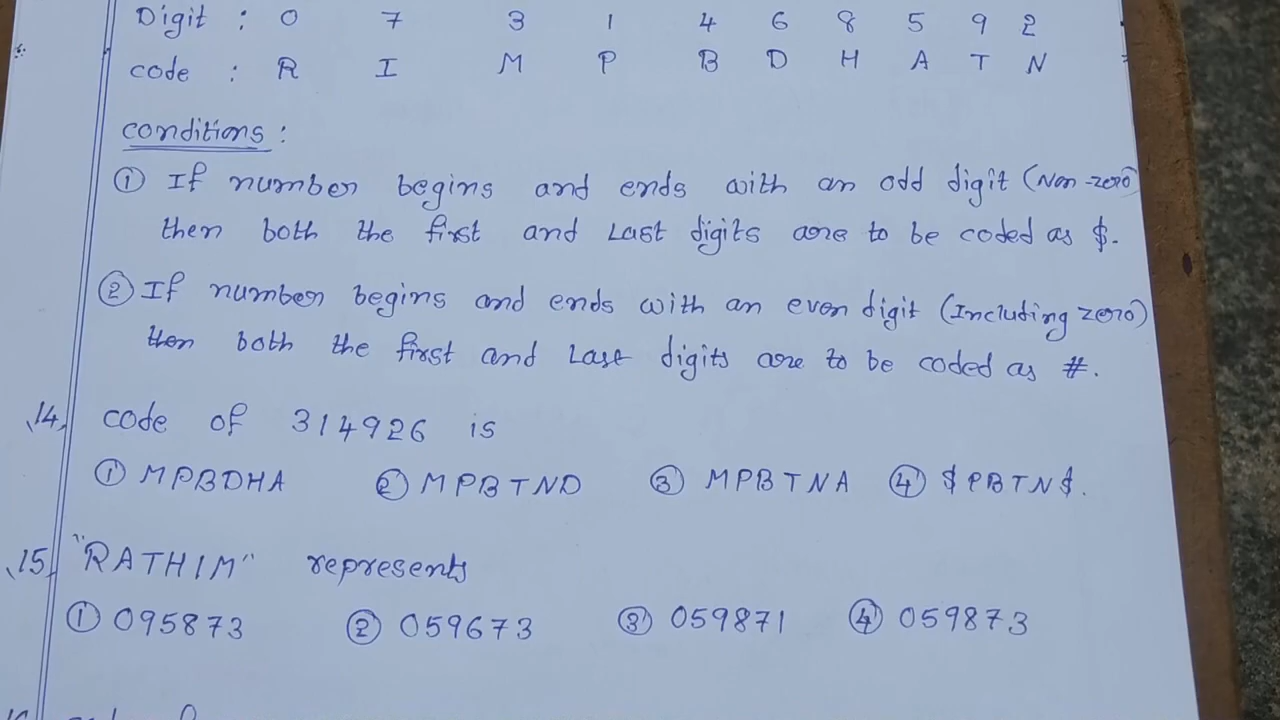 Digit : 0 7 3 1 4 6 8 5 9 2
code : R I M P B D H A T N
conditions :
① If number begins and ends with an odd digit (Non-zero)
then both the first and Last digits are to be coded as $.
② If number begins and ends with an even digit (Including zero)
then both the first and Last digits are to be coded as #.
14, code of 314926 is
① MPBDHA ② MPBTND ③ MPBTNA ④ $PBTN$.
15, "RATHIM" represents
① 095873 ② 059673 ③ 059871 ④ 059873